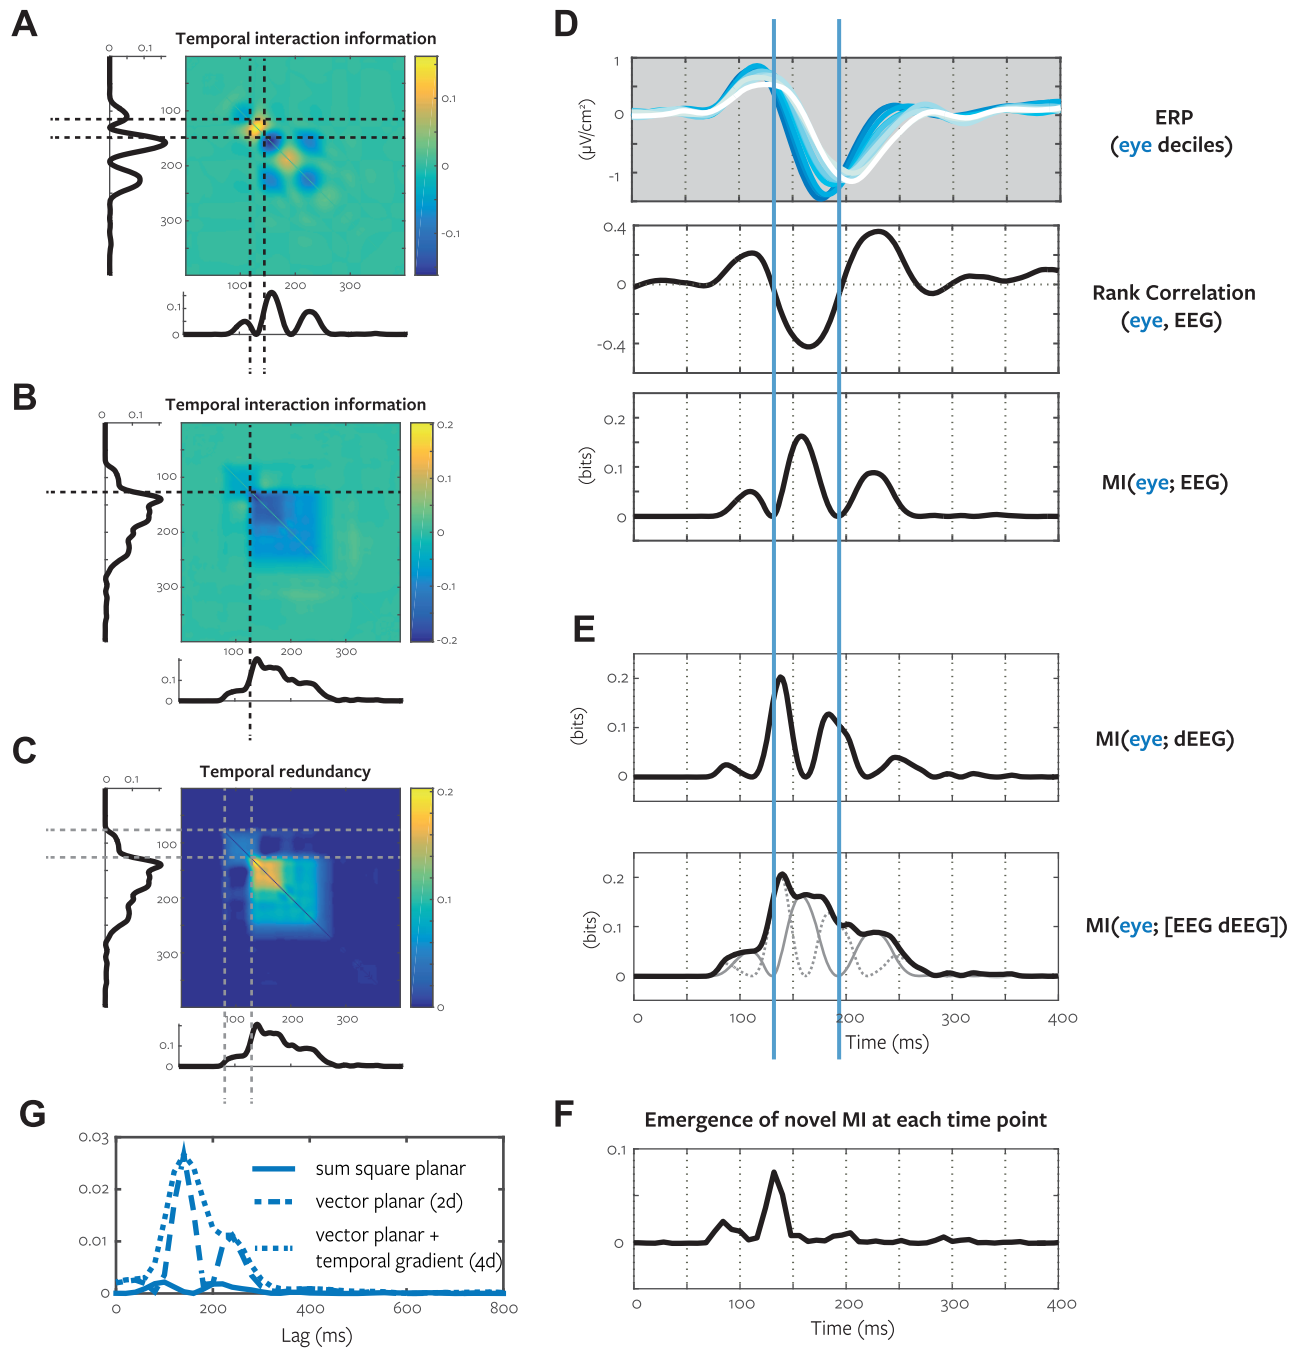 A
Temporal interaction information
0 0.1
100
200
300
0.1
0
-0.1
100 300
0.1
0
B
Temporal interaction information
0 0.1
100
200
300
0.2
0.1
0
-0.1
-0.2
100 200 300
0.1
0
C
Temporal redundancy
0 0.1
100
200
300
0.2
0.1
0
100 200 300
0.1
0
D
1
0
-1
(µV/cm²)
ERP
(eye deciles)
0.4
0
-0.4
Rank Correlation
(eye, EEG)
0.2
0.1
0
(bits)
MI(eye; EEG)
E
0.2
0.1
0
(bits)
MI(eye; dEEG)
0.2
0.1
0
(bits)
MI(eye; [EEG dEEG])
0 100 200 300 400
Time (ms)
G
0.03
0.02
0.01
0
sum square planar
vector planar (2d)
vector planar +
temporal gradient (4d)
0 200 400 600 800
Lag (ms)
F
Emergence of novel MI at each time point
0.1
0
0 100 200 300 400
Time (ms)